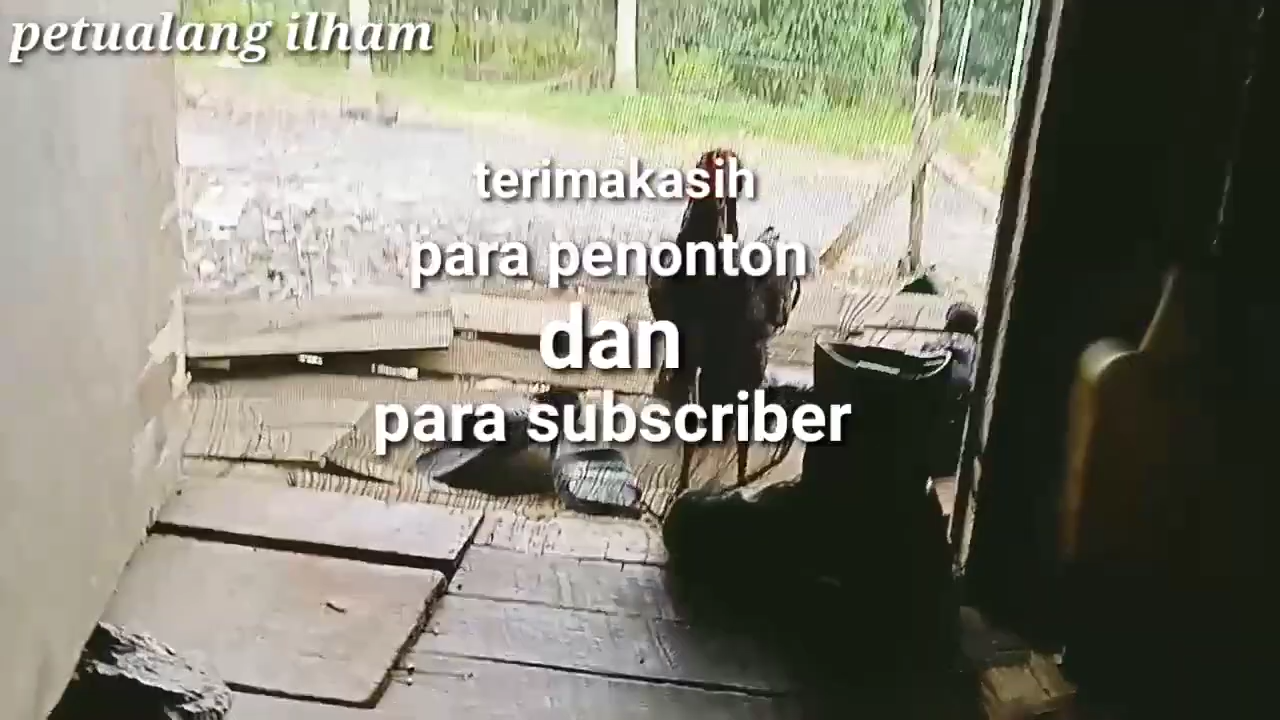 petualang ilham
terimakasih
para penonton
dan
para subscriber